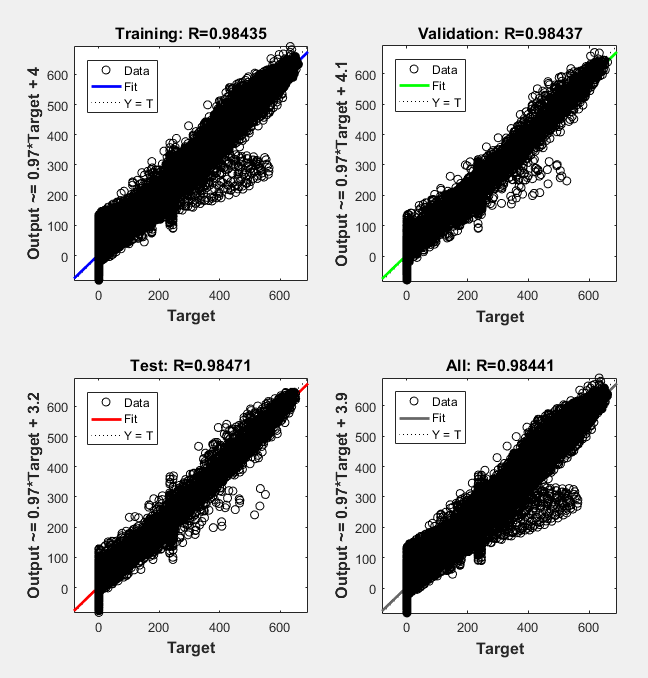 Training: R=0.98435
Output ~= 0.97*Target + 4
600
500
400
300
200
100
0
Data
Fit
Y = T
0 200 400 600
Target
Validation: R=0.98437
Output ~= 0.97*Target + 4.1
600
500
400
300
200
100
0
Data
Fit
Y = T
0 200 400 600
Target
Test: R=0.98471
Output ~= 0.97*Target + 3.2
600
500
400
300
200
100
0
Data
Fit
Y = T
0 200 400 600
Target
All: R=0.98441
Output ~= 0.97*Target + 3.9
600
500
400
300
200
100
0
Data
Fit
Y = T
0 200 400 600
Target